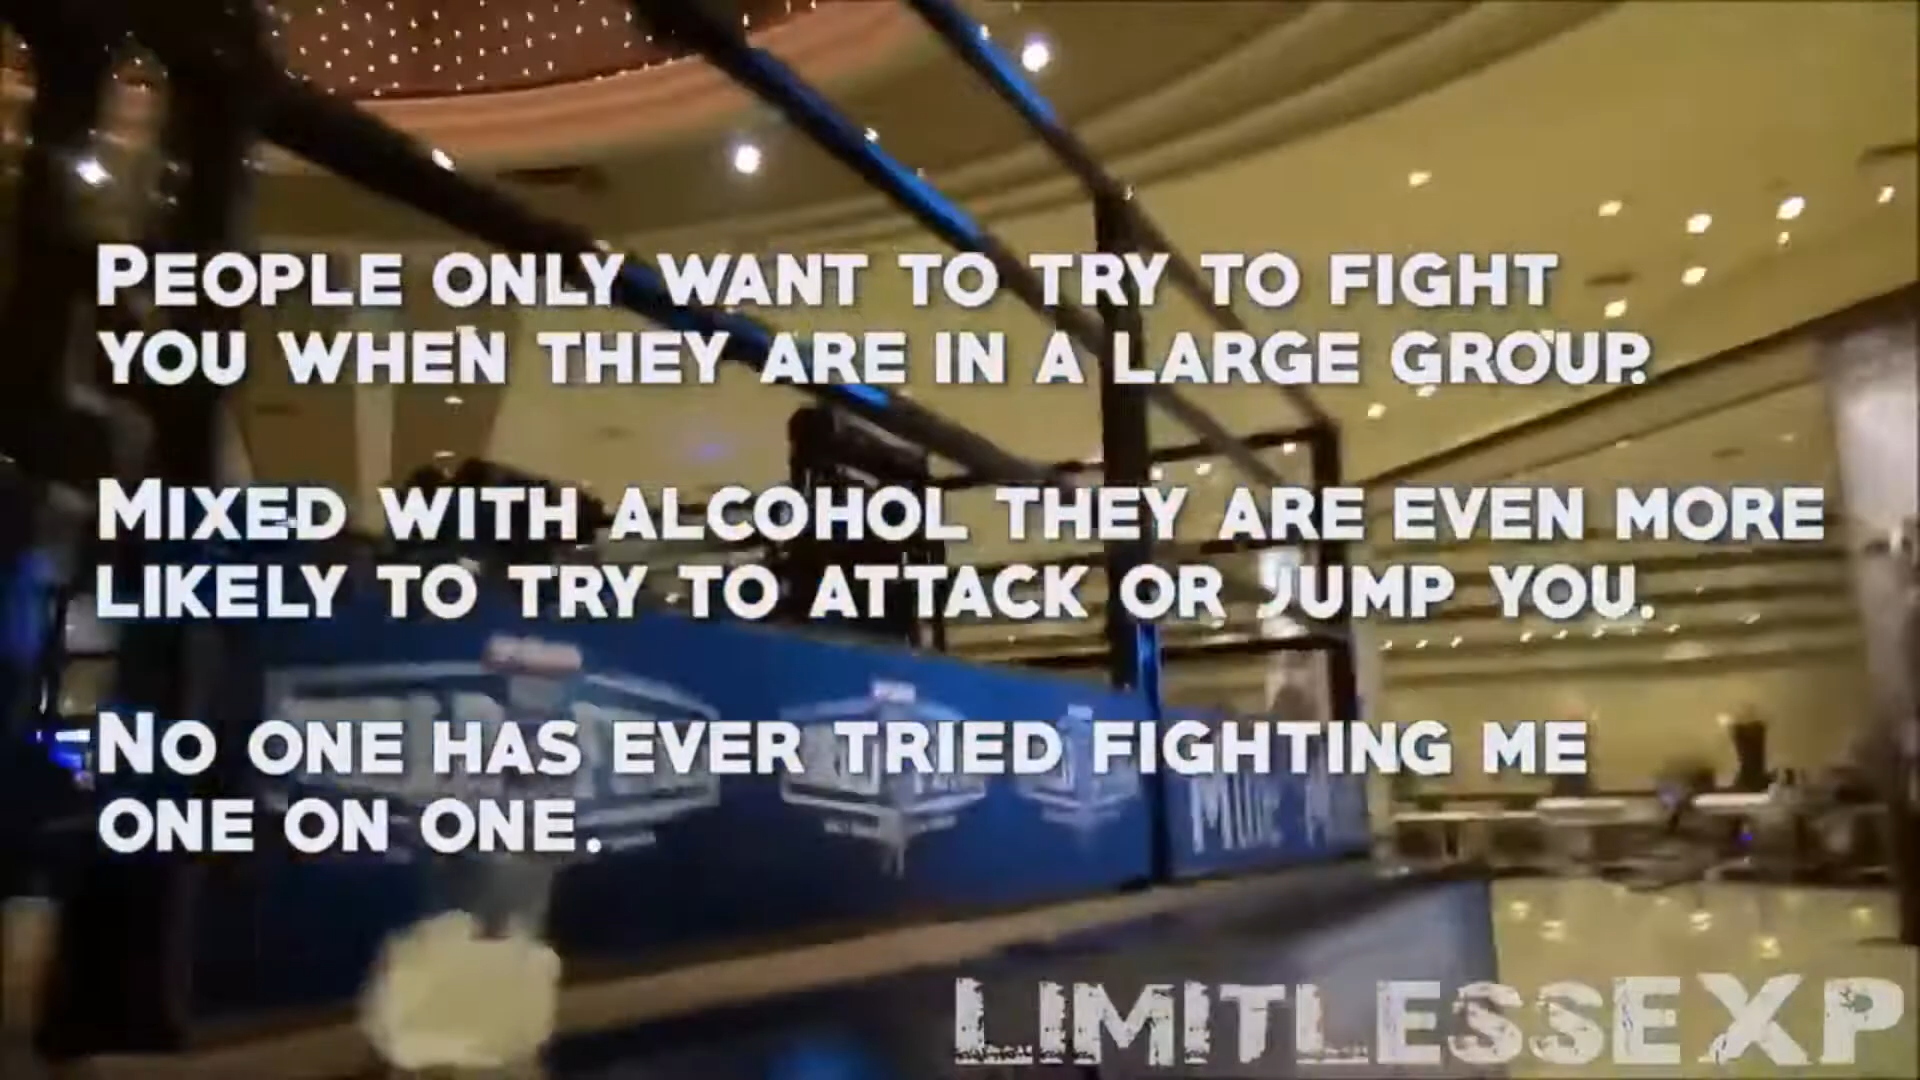 PEOPLE ONLY WANT TO TRY TO FIGHT
YOU WHEN THEY ARE IN A LARGE GROUP.
MIXED WITH ALCOHOL THEY ARE EVEN MORE
LIKELY TO TRY TO ATTACK OR JUMP YOU.
NO ONE HAS EVER TRIED FIGHTING ME
ONE ON ONE.
LIMITLESSEXP